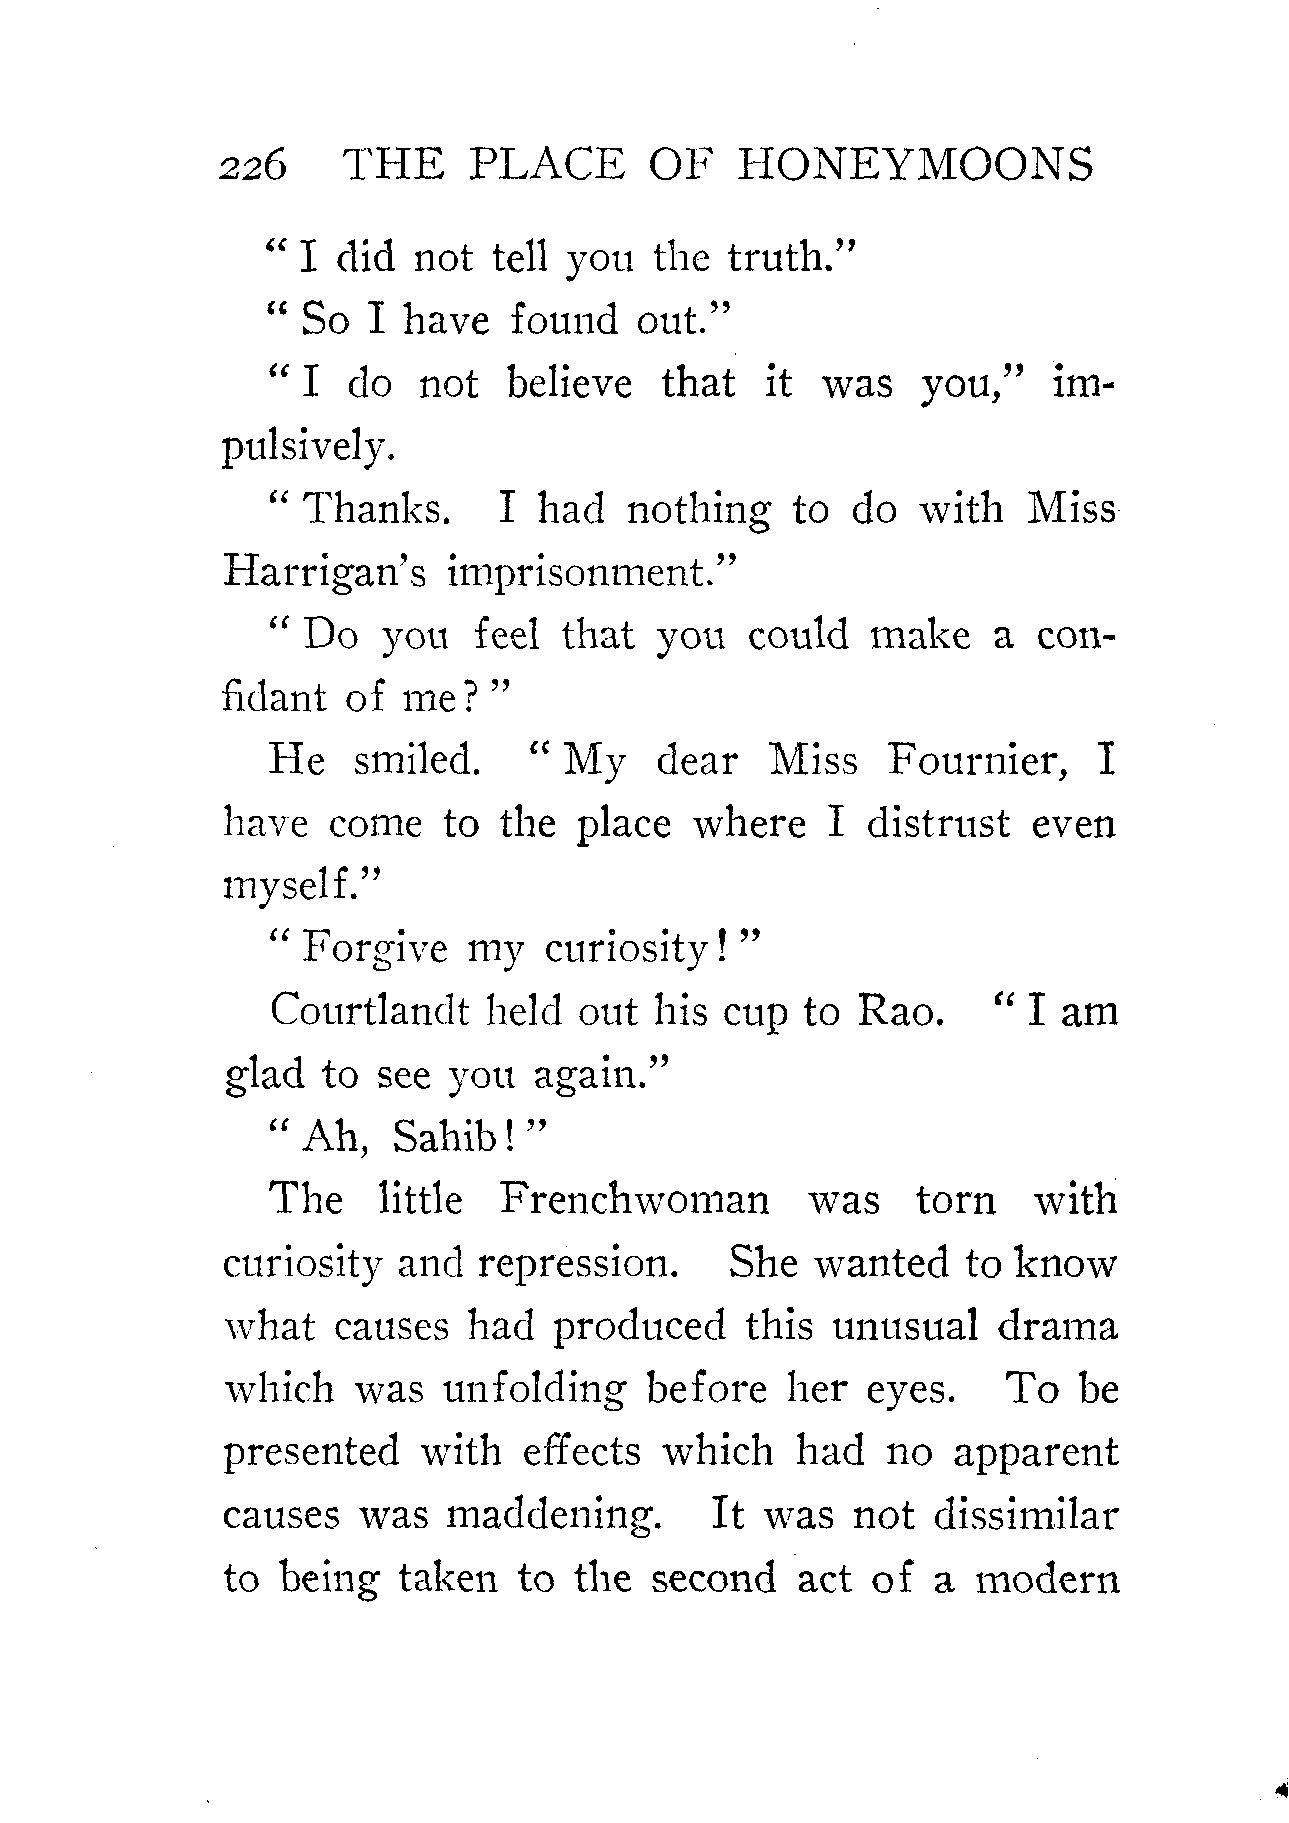 226 THE PLACE OF HONEYMOONS
“ I did not tell you the truth.”
“ So I have found out.”
“ I do not believe that it was you,” im-
pulsively.
“ Thanks. I had nothing to do with Miss
Harrigan’s imprisonment.”
“ Do you feel that you could make a con-
fidant of me? ”
He smiled. “ My dear Miss Fournier, I
have come to the place where I distrust even
myself.”
“ Forgive my curiosity! ”
Courtlandt held out his cup to Rao. “ I am
glad to see you again.”
“ Ah, Sahib! ”
The little Frenchwoman was torn with
curiosity and repression. She wanted to know
what causes had produced this unusual drama
which was unfolding before her eyes. To be
presented with effects which had no apparent
causes was maddening. It was not dissimilar
to being taken to the second act of a modern